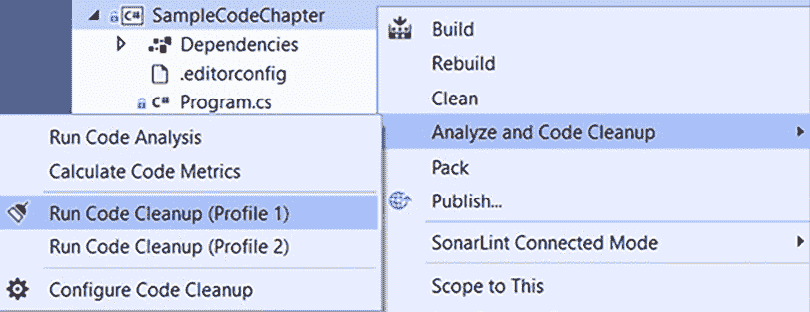 C# SampleCodeChapter
Dependencies
.editorconfig
C# Program.cs
Build
Rebuild
Clean
Analyze and Code Cleanup
Pack
Publish...
SonarLint Connected Mode
Scope to This
Run Code Analysis
Calculate Code Metrics
Run Code Cleanup (Profile 1)
Run Code Cleanup (Profile 2)
Configure Code Cleanup